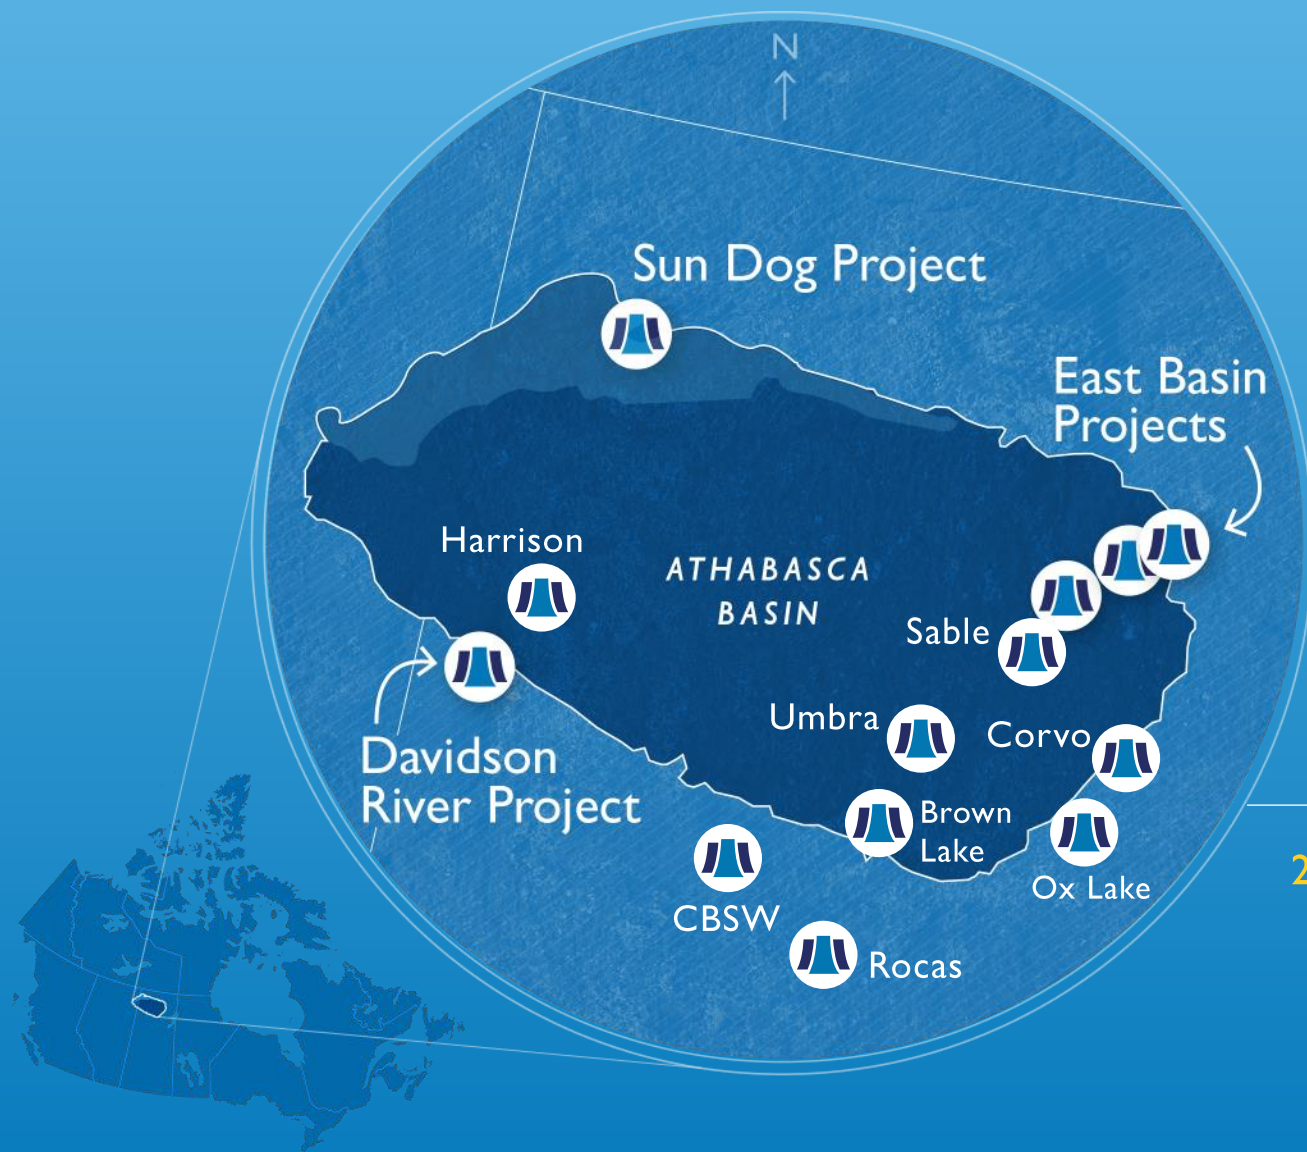 N
Sun Dog Project
East Basin
Projects
Harrison
ATHABASCA
BASIN
Sable
Umbra
Corvo
Davidson
River Project
Brown
Lake
Ox Lake
CBSW
Rocas
2